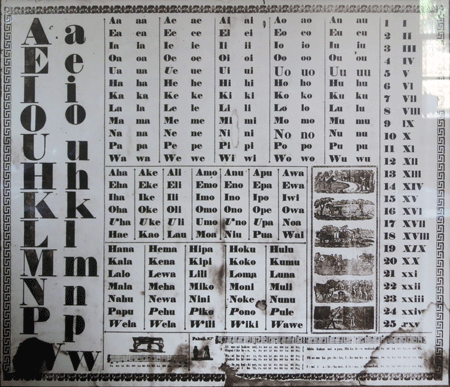 A a
E e
I i
O o
U u
H h
K k
L l
M m
N n
P p
w
Aa aa Ae ae Ai ai Ao ao Au au
Ea ea Ee ee Ei ei Eo eo Eu eu
Ia ia Ie ie Ii ii Io io Iu iu
Oa oa Oe oe Oi oi Oo oo Ou ou
Ua ua Ue ue Ui ui Uo uo Uu uu
Ha ha He he Hi hi Ho ho Hu hu
Ka ka Ke ke Ki ki Ko ko Ku ku
La la Le le Li li Lo lo Lu lu
Ma ma Me me Mi mi Mo mo Mu mu
Na na Ne ne Ni ni No no Nu nu
Pa pa Pe pe Pi pi Po po Pu pu
Wa wa We we Wi wi Wo wo Wu wu
Aha Ake Ali Amo Anu Apu Awa
Eha Eke Eli Emo Eno Epa Ewa
Iha Ike Ili Imo Ino Ipo Iwi
Oha Oke Oli Omo Ono Ope Owa
Uha Uku Uli Umo Uno Upa Noa
Hae Kao Lau Moi Niu Pua Wai
Hana Hema Hipa Hoku Hulu
Kala Kena Kipi Koko Kumu
Lalo Lewa Lili Loma Luna
Mala Meha Miko Moni Muli
Nahu Newa Nini Noke Nunu
Papu Pehu Piko Pono Pule
Wela Wela Wili Wiki Wawe
1 I
2 II
3 III
4 IV
5 V
6 VI
7 VII
8 VIII
9 IX
10 X
11 XI
12 XII
13 XIII
14 XIV
15 XV
16 XVI
17 XVII
18 XVIII
19 XIX
20 XX
21 xxi
22 xxii
23 xxiii
24 xxiv
25 xxv